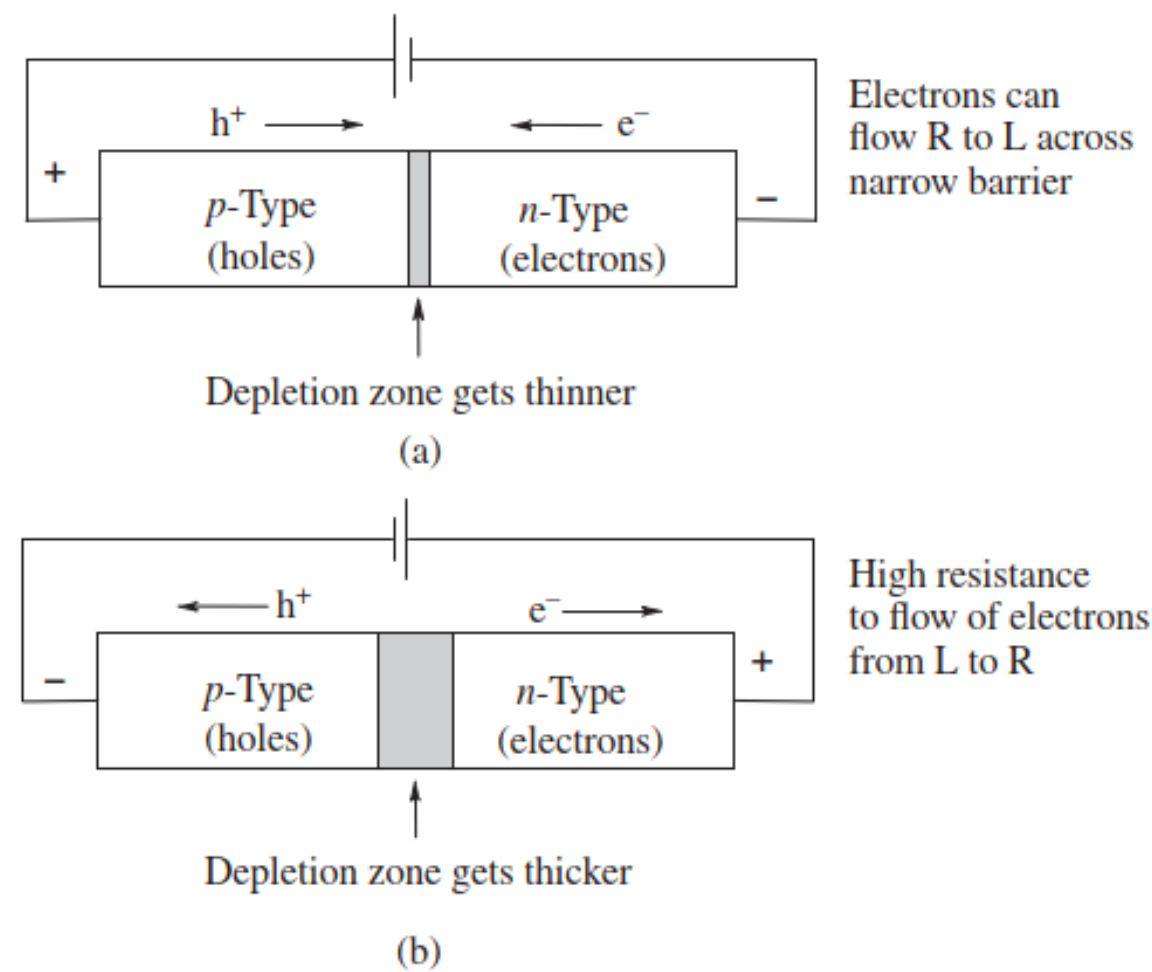 h⁺
e⁻
Electrons can
flow R to L across
narrow barrier
+
−
p-Type
(holes)
n-Type
(electrons)
Depletion zone gets thinner
(a)
h⁺
e⁻
High resistance
to flow of electrons
from L to R
−
+
p-Type
(holes)
n-Type
(electrons)
Depletion zone gets thicker
(b)